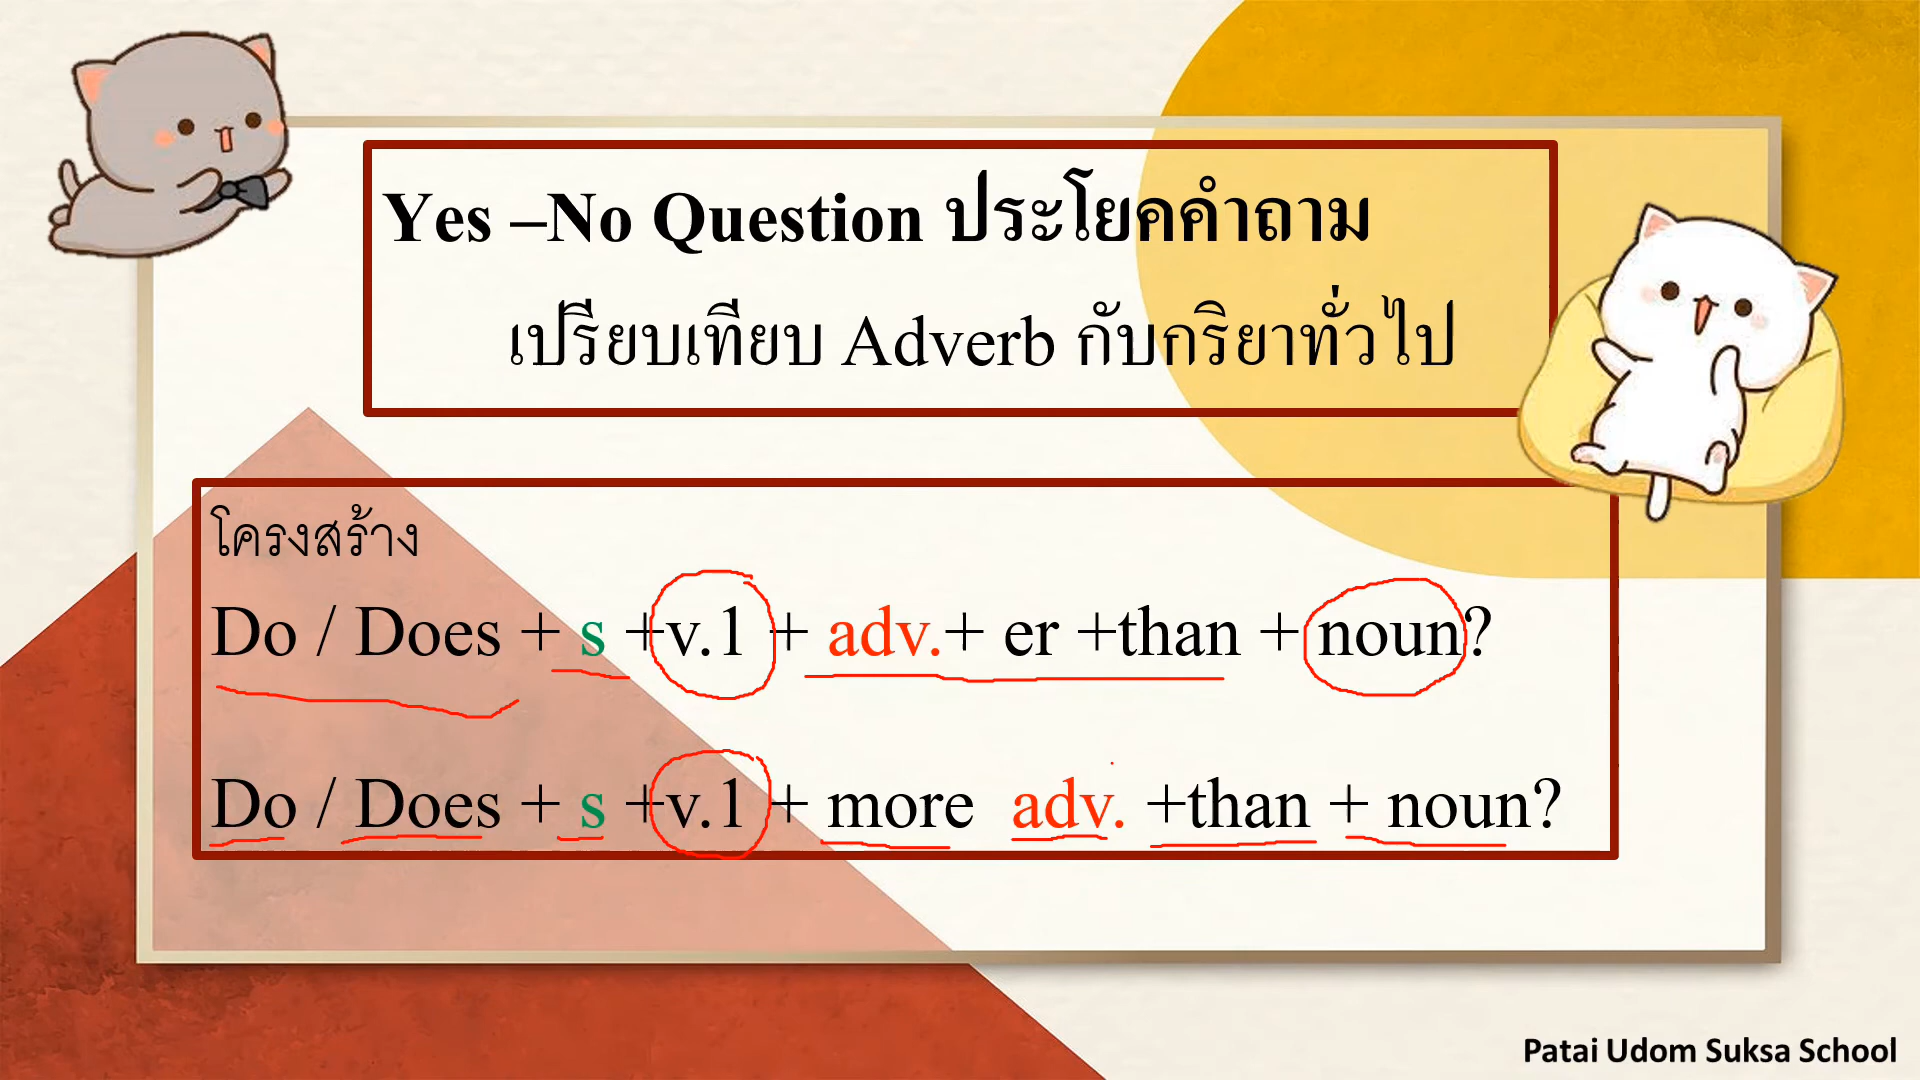 Yes –No Question ประโยคคำถาม
เปรียบเทียบ Adverb กับกริยาทั่วไป
โครงสร้าง
Do / Does + s +v.1 + adv.+ er +than + noun?
Do / Does + s +v.1 + more adv. +than + noun?
Patai Udom Suksa School